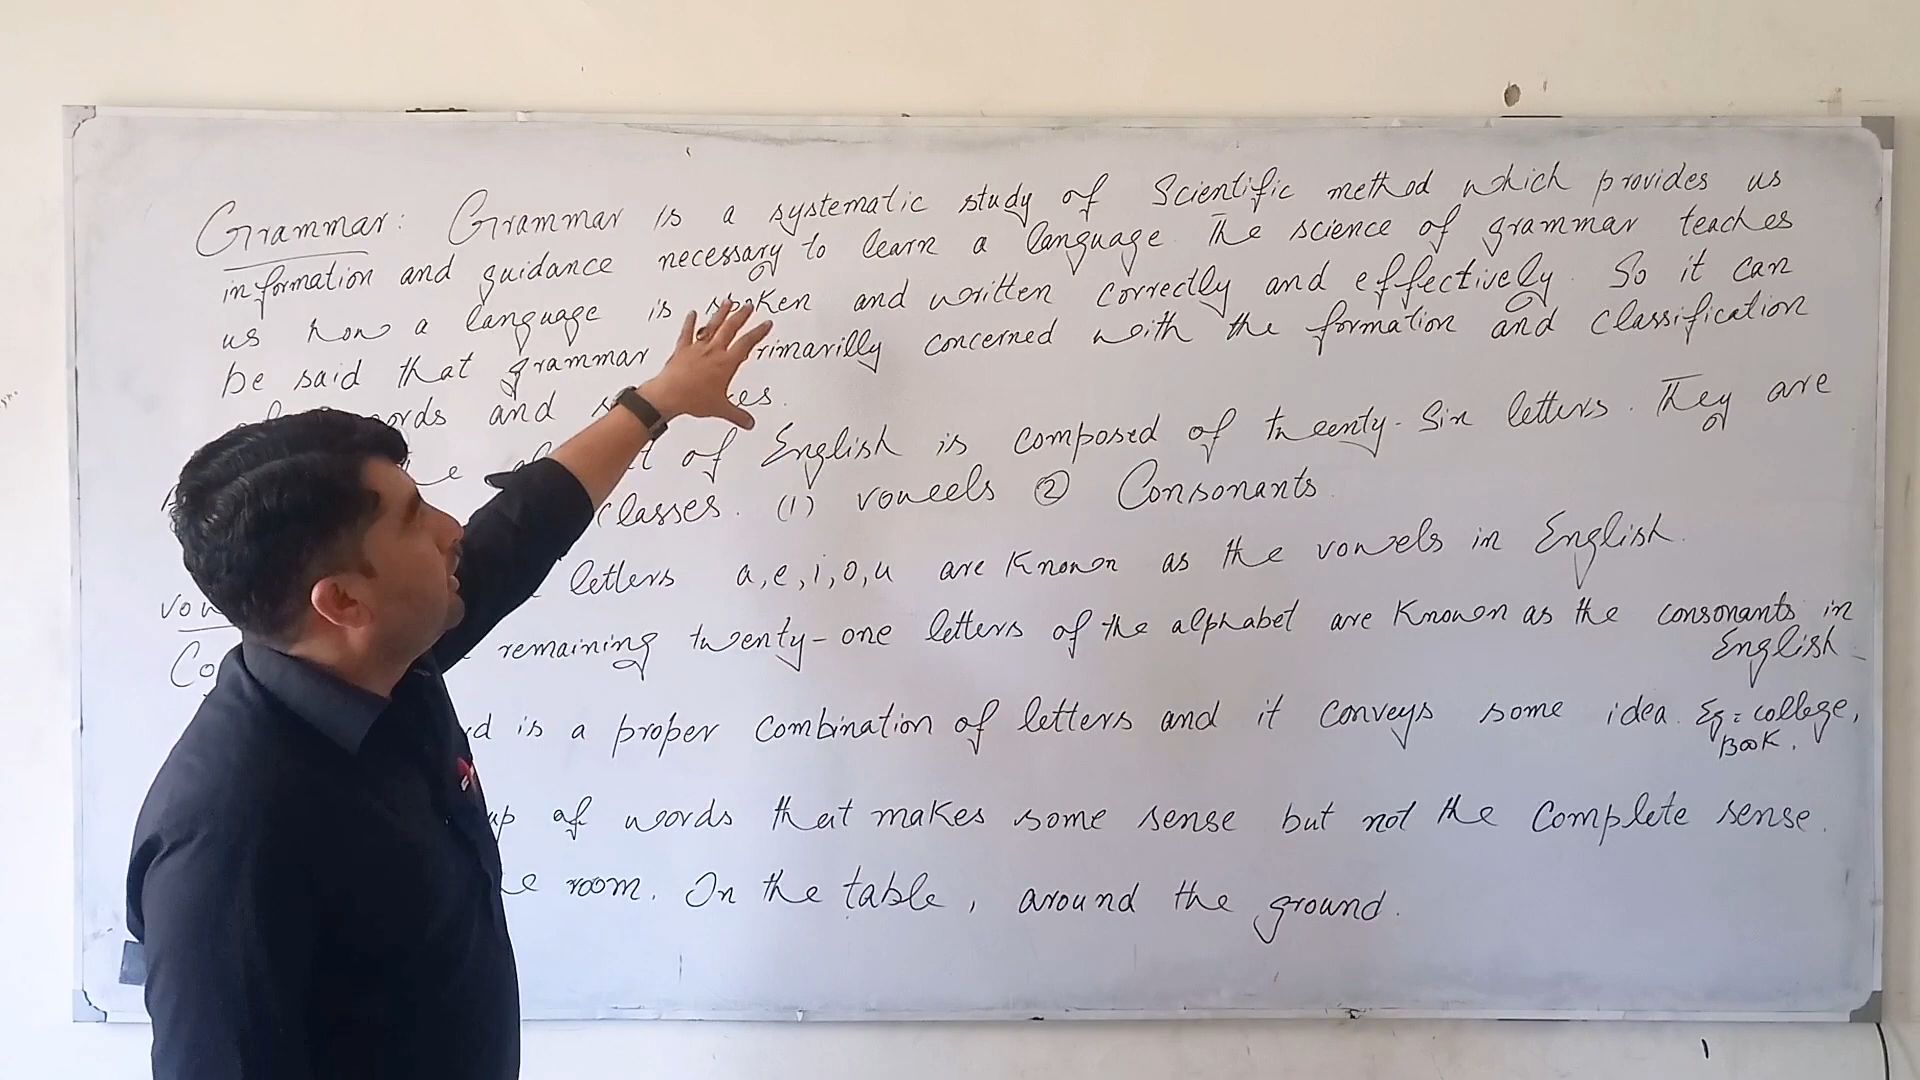 Grammar: Grammar is a systematic study of Scientific method which provides us
information and guidance necessary to learn a language. The science of grammar teaches
us how a language is spoken and written correctly and effectively. So it can
be said that grammar primarilly concerned with the formation and classification
and
of English is composed of tweenty-Six letters. They are
classes. (1) voweels ② Consonants.
letters a,e,i,o,u are Known as the vowels in English.
remaining twenty-one letters of the alphabet are Known as the consonants in
English.
is a proper combination of letters and it conveys some idea. Eg = college,
Book.
of words that makes some sense but not the complete sense.
room. On the table, around the ground.